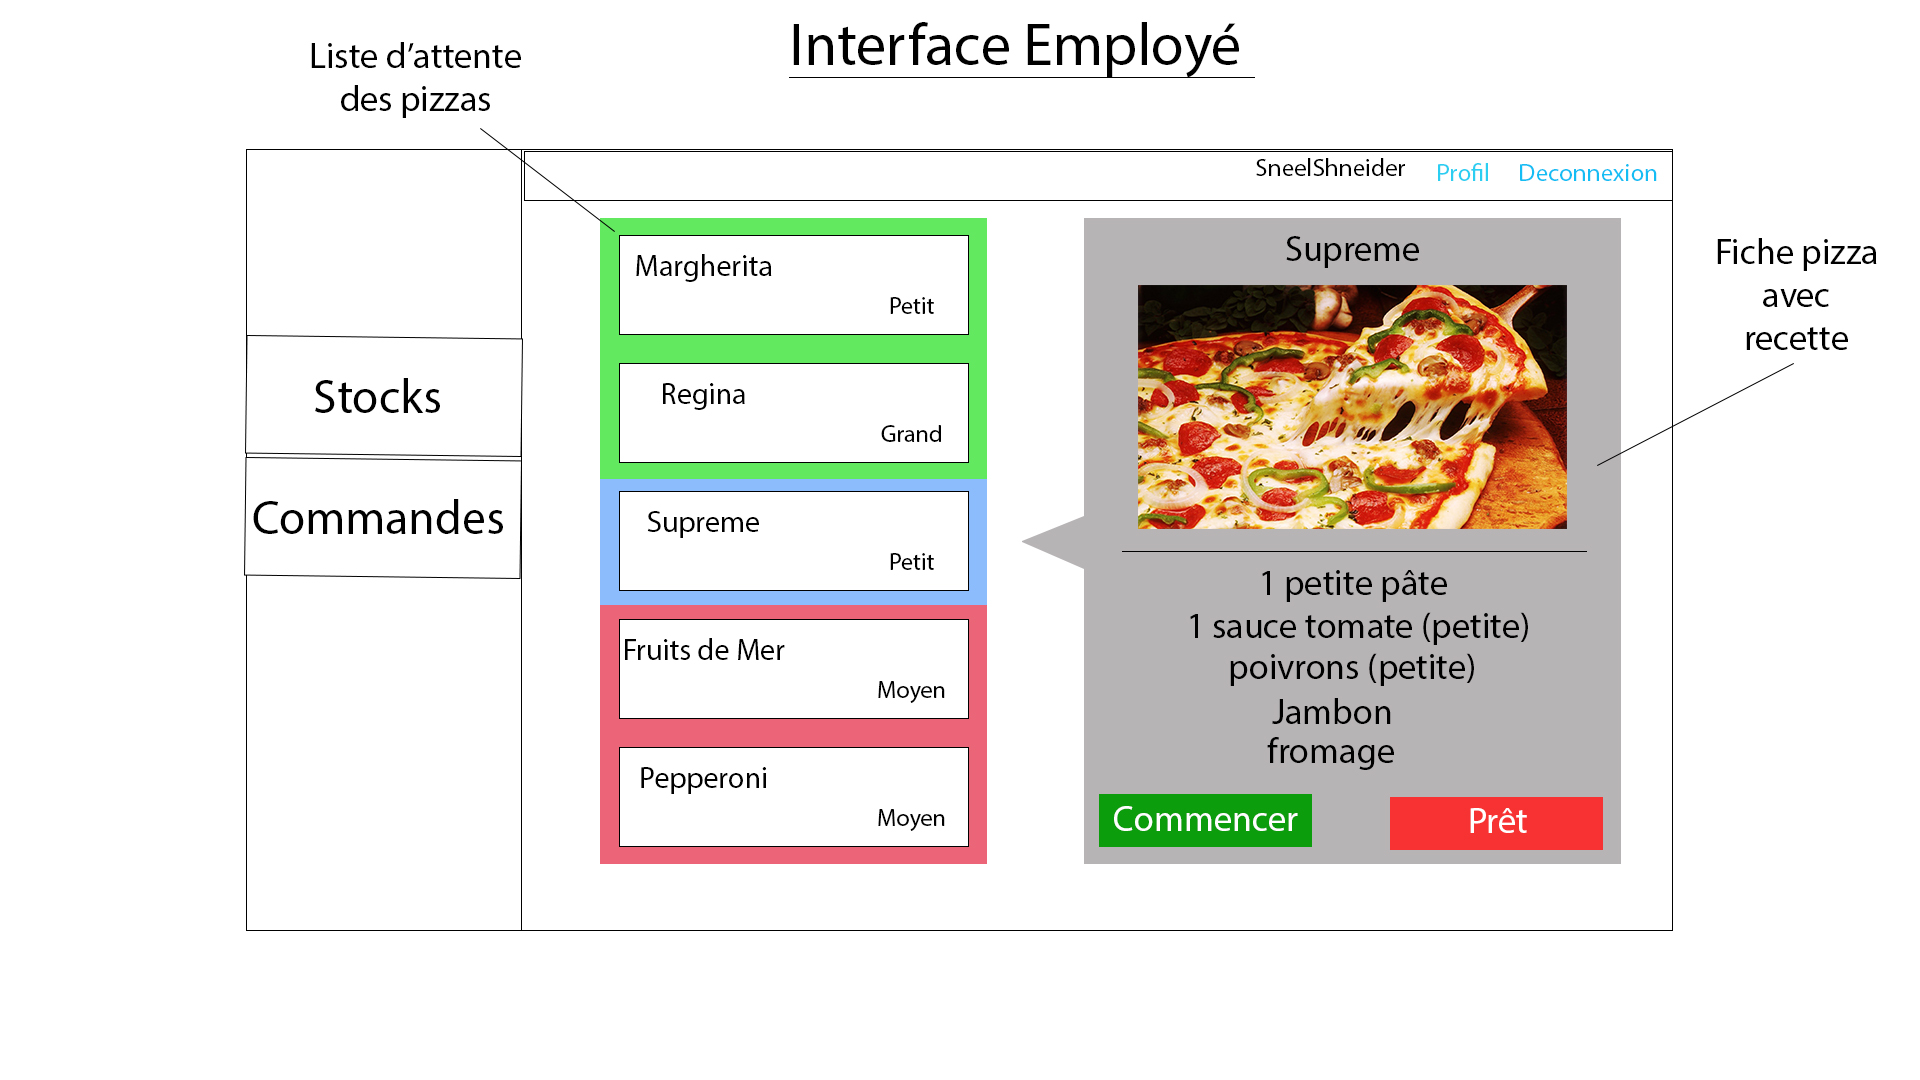 Interface Employé
Liste d’attente
des pizzas
SneelShneider Profil Deconnexion
Stocks
Commandes
Margherita
Petit
Regina
Grand
Supreme
Petit
Fruits de Mer
Moyen
Pepperoni
Moyen
Supreme
1 petite pâte
1 sauce tomate (petite)
poivrons (petite)
Jambon
fromage
Commencer
Prêt
Fiche pizza
avec
recette